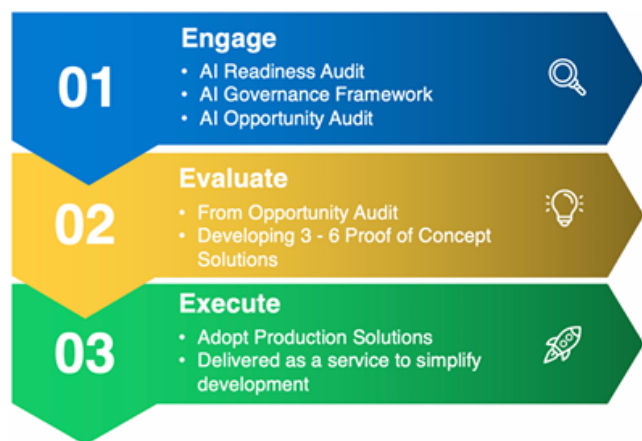 01
Engage
• AI Readiness Audit
• AI Governance Framework
• AI Opportunity Audit
02
Evaluate
• From Opportunity Audit
• Developing 3 - 6 Proof of Concept
Solutions
03
Execute
• Adopt Production Solutions
• Delivered as a service to simplify
development